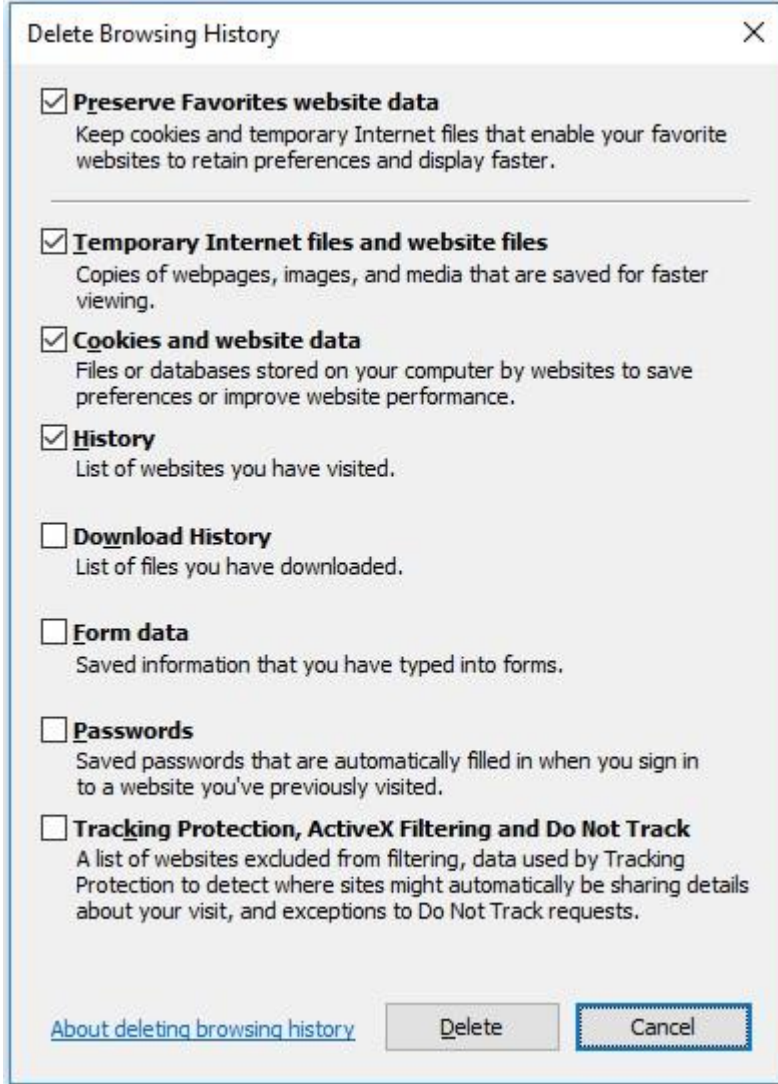 Delete Browsing History
Preserve Favorites website data
Keep cookies and temporary Internet files that enable your favorite
websites to retain preferences and display faster.
Temporary Internet files and website files
Copies of webpages, images, and media that are saved for faster
viewing.
Cookies and website data
Files or databases stored on your computer by websites to save
preferences or improve website performance.
History
List of websites you have visited.
Download History
List of files you have downloaded.
Form data
Saved information that you have typed into forms.
Passwords
Saved passwords that are automatically filled in when you sign in
to a website you've previously visited.
Tracking Protection, ActiveX Filtering and Do Not Track
A list of websites excluded from filtering, data used by Tracking
Protection to detect where sites might automatically be sharing details
about your visit, and exceptions to Do Not Track requests.
About deleting browsing history
Delete
Cancel